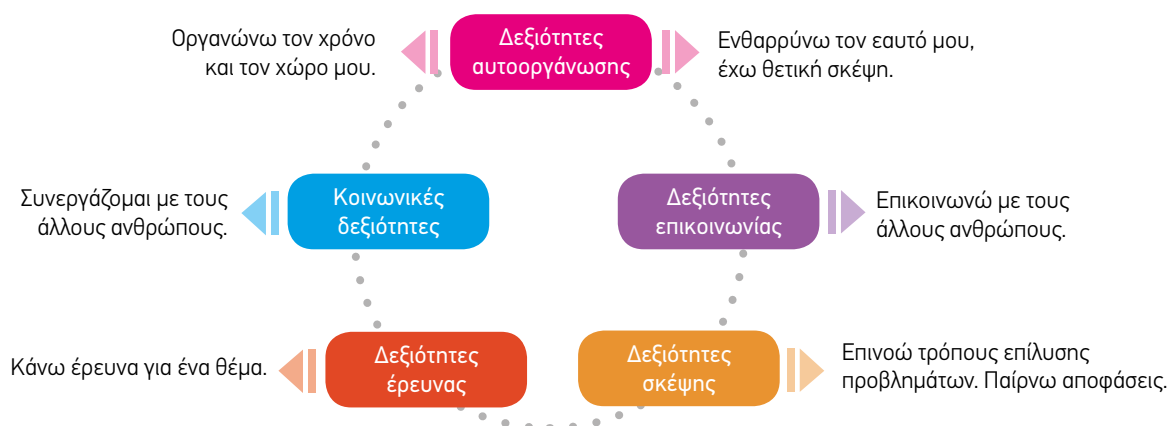 Οργανώνω τον χρόνο
και τον χώρο μου.
Δεξιότητες
αυτοοργάνωσης
Ενθαρρύνω τον εαυτό μου,
έχω θετική σκέψη.
Συνεργάζομαι με τους
άλλους ανθρώπους.
Κοινωνικές
δεξιότητες
Δεξιότητες
επικοινωνίας
Επικοινωνώ με τους
άλλους ανθρώπους.
Κάνω έρευνα για ένα θέμα.
Δεξιότητες
έρευνας
Δεξιότητες
σκέψης
Επινοώ τρόπους επίλυσης
προβλημάτων. Παίρνω αποφάσεις.